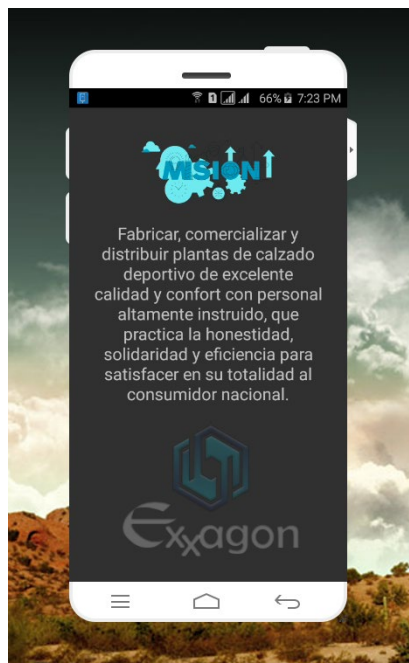 66% 7:23 PM
MISION
Fabricar, comercializar y
distribuir plantas de calzado
deportivo de excelente
calidad y confort con personal
altamente instruido, que
practica la honestidad,
solidaridad y eficiencia para
satisfacer en su totalidad al
consumidor nacional.
Exxagon